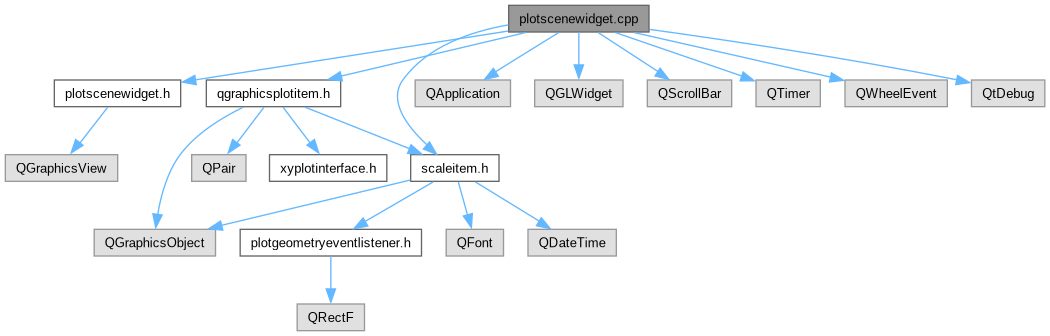 plotscenewidget.cpp
plotscenewidget.h
qgraphicsplotitem.h
QApplication
QGLWidget
QScrollBar
QTimer
QWheelEvent
QtDebug
QGraphicsView
QPair
xyplotinterface.h
scaleitem.h
QGraphicsObject
plotgeometryeventlistener.h
QFont
QDateTime
QRectF